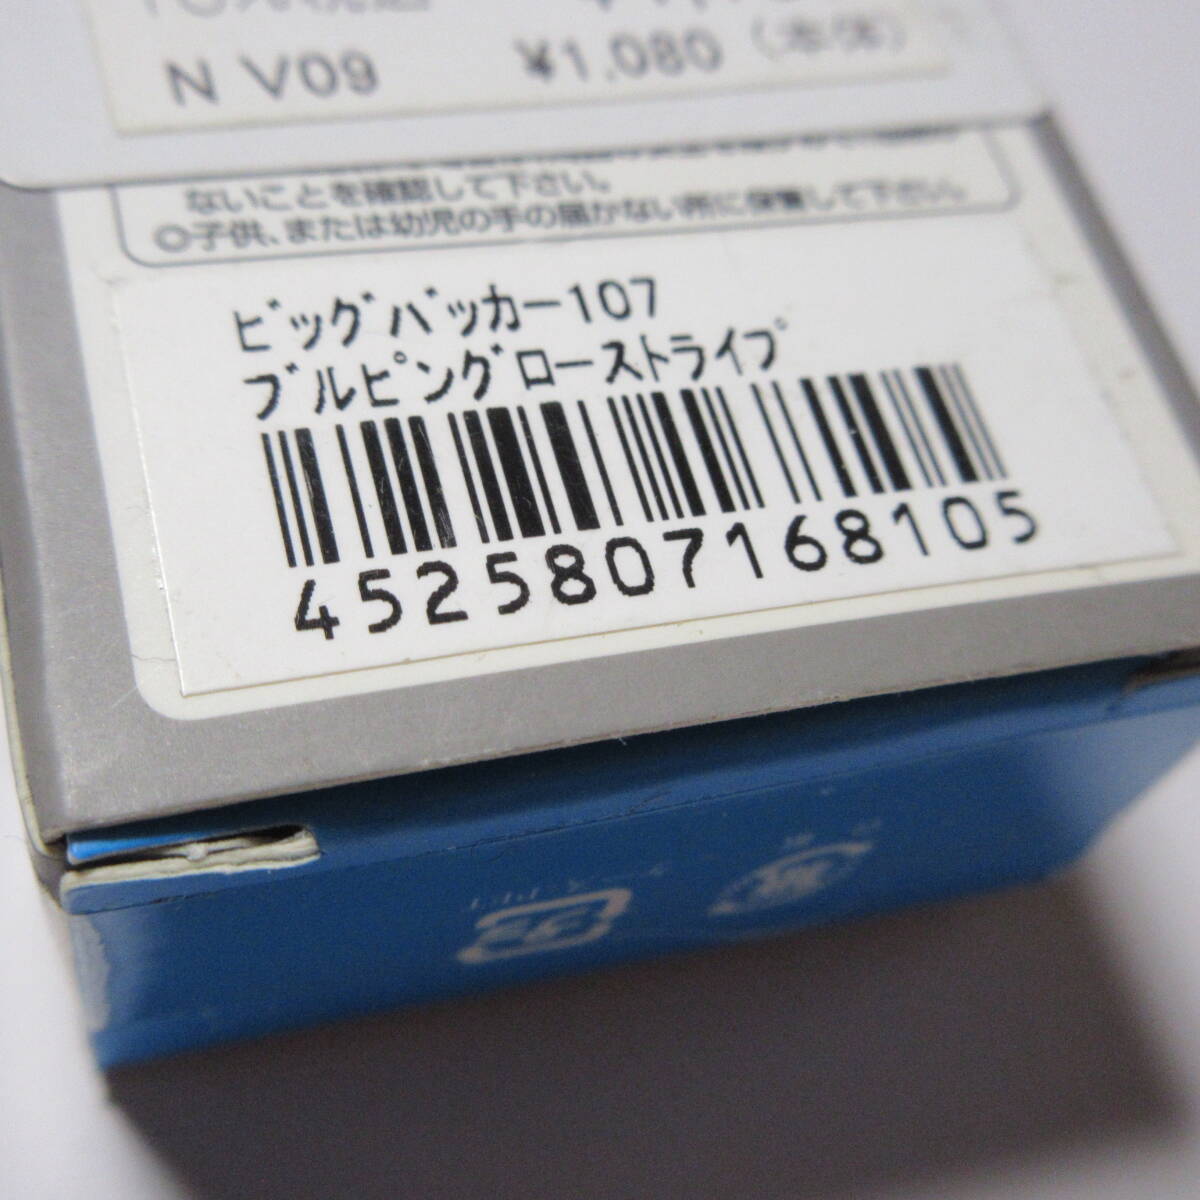 N V09 ¥1,080 (本体)
ないことを確認して下さい。
◎子供、または幼児の手の届かない所に保管して下さい。
ビッグバッカー107
ブルピングローストライプ
4525807168105